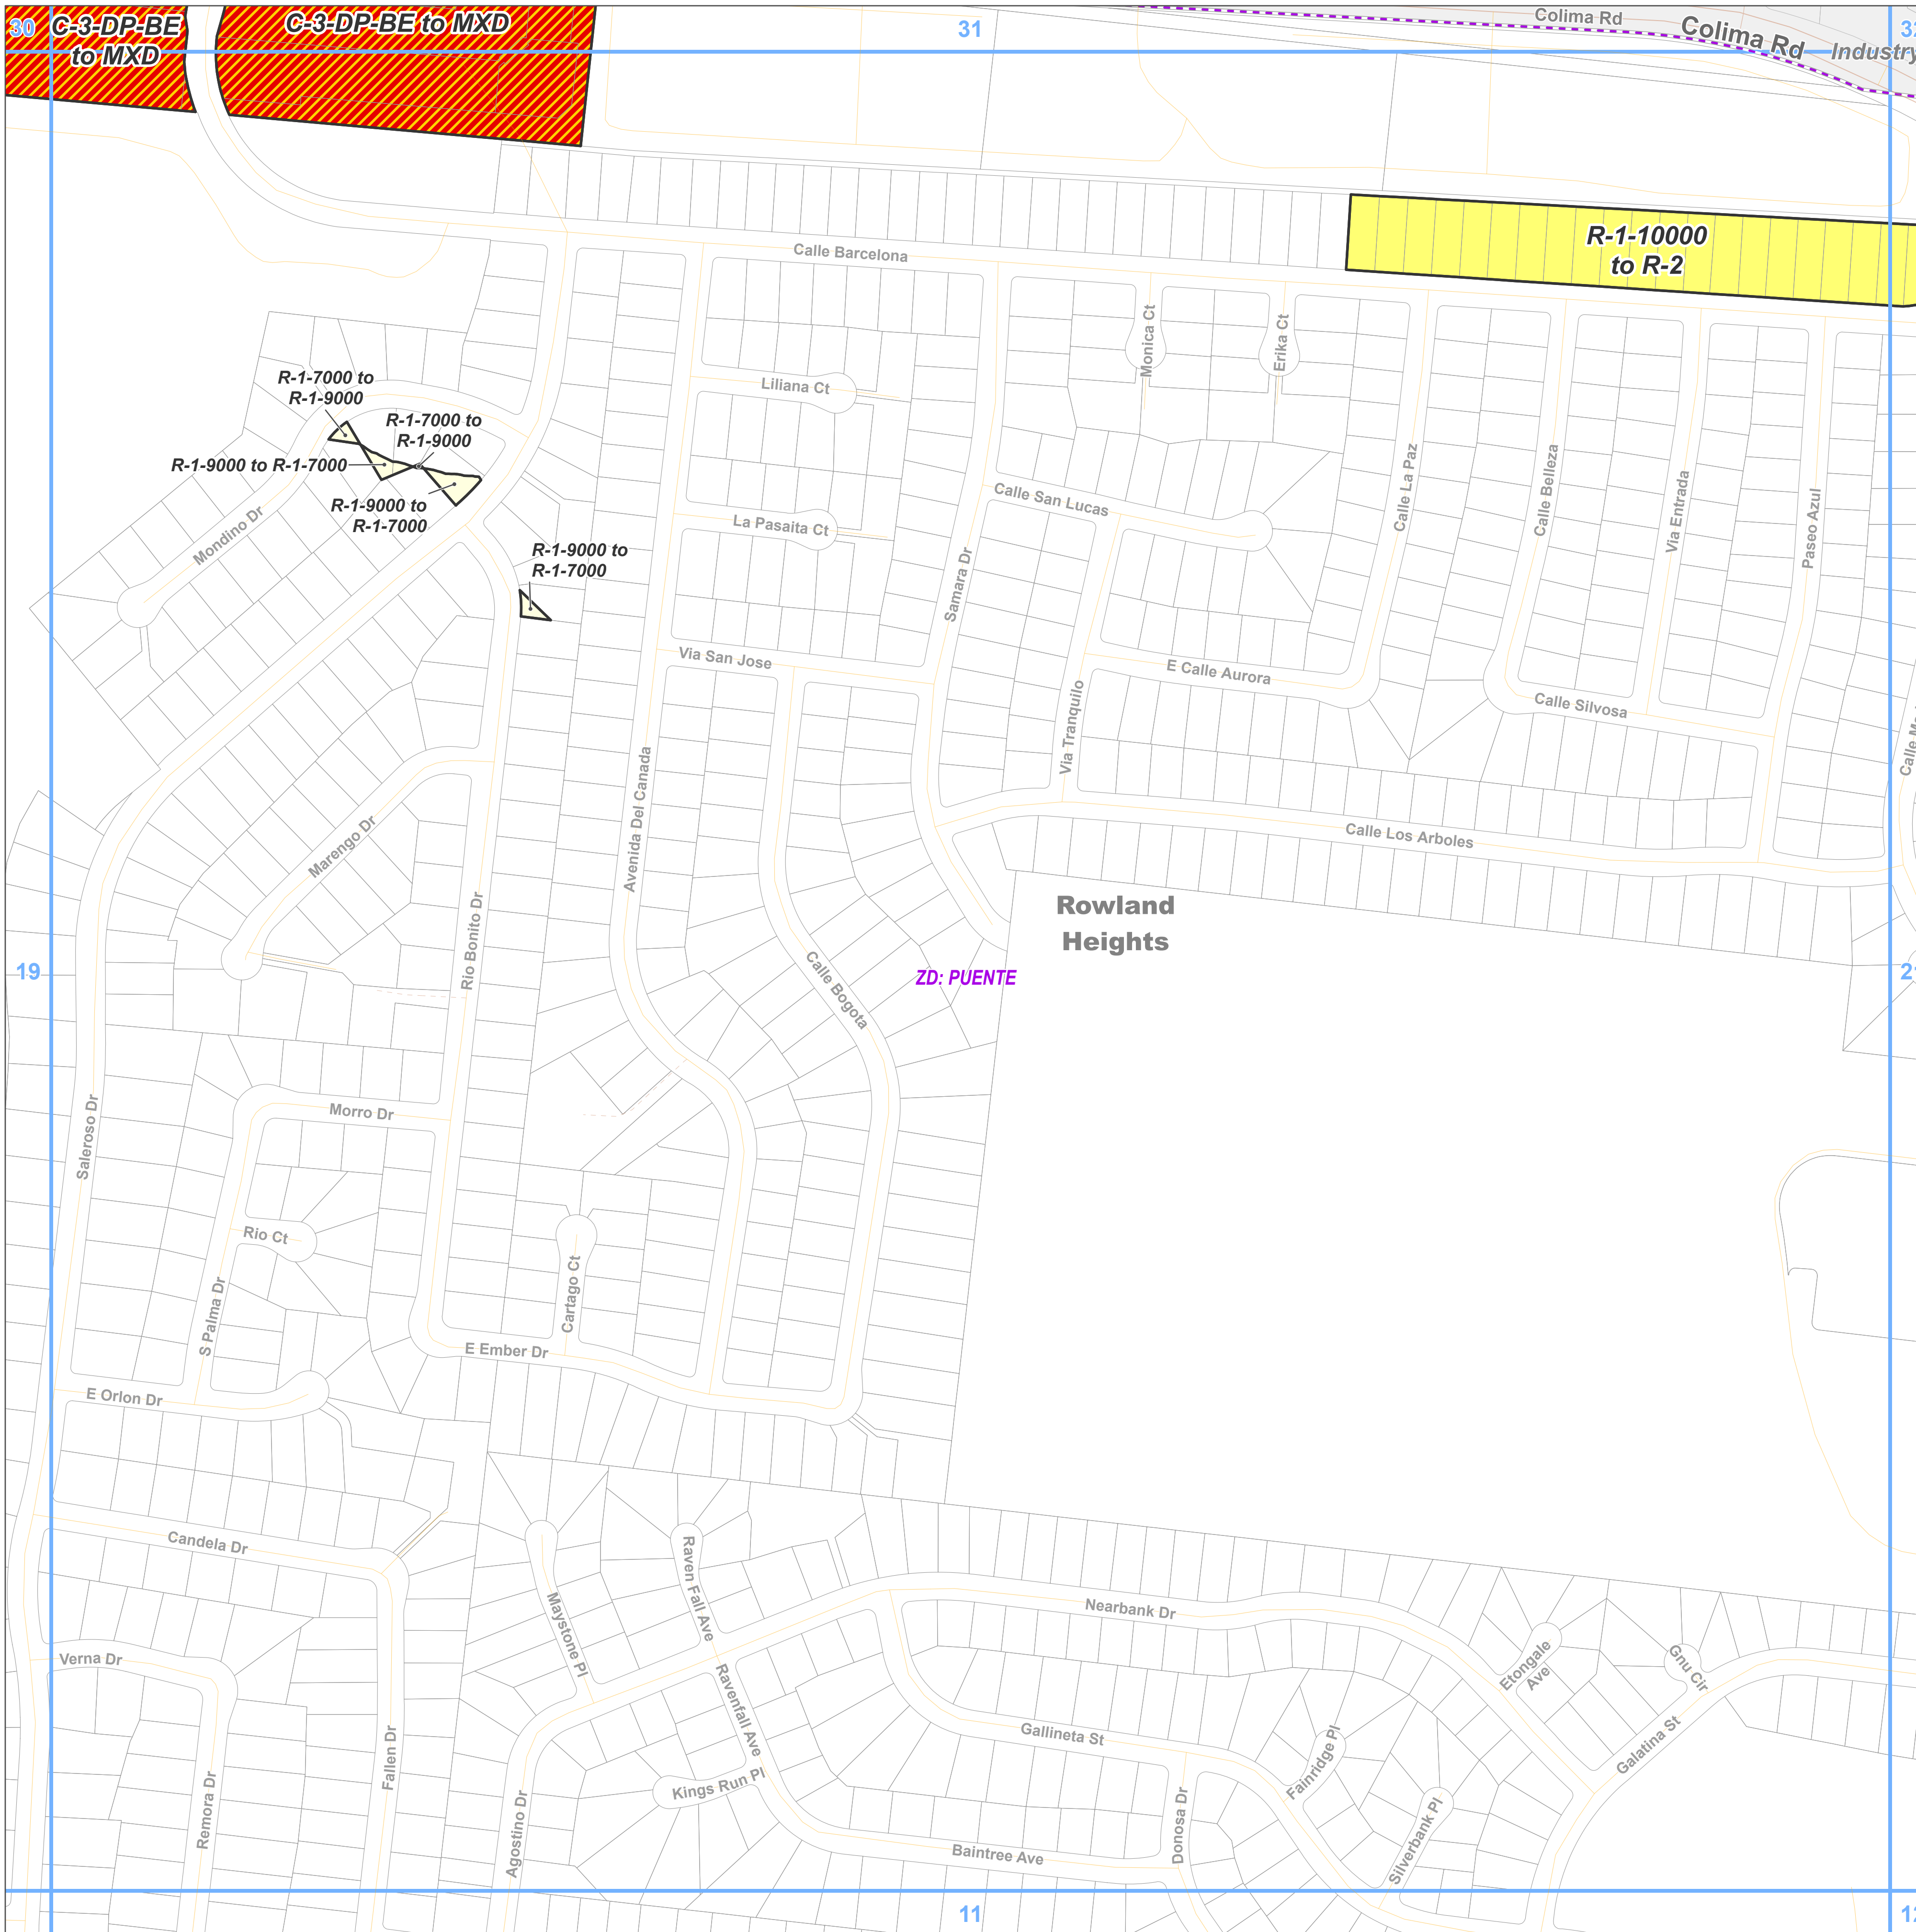 30
C-3-DP-BE
to MXD
C-3-DP-BE to MXD
31
Colima Rd
Colima Rd
Industry
R-1-10000
to R-2
Calle Barcelona
Monica Ct
Erika Ct
R-1-7000 to
R-1-9000
Liliana Ct
R-1-7000 to
R-1-9000
R-1-9000 to R-1-7000
R-1-9000 to
R-1-7000
Mondino Dr
La Pasaita Ct
Calle San Lucas
Calle La Paz
Calle Belleza
Via Entrada
Paseo Azul
R-1-9000 to
R-1-7000
Samara Dr
Via San Jose
E Calle Aurora
Via Tranquilo
Calle Silvosa
Avenida Del Canada
Marengo Dr
Calle Los Arboles
Rio Bonito Dr
Rowland
Heights
19
ZD: PUENTE
Calle Bogota
Saleroso Dr
Morro Dr
Rio Ct
S Palma Dr
Cartago Ct
E Ember Dr
E Orlon Dr
Candela Dr
Maystone Pl
Raven Fall Ave
Nearbank Dr
Verna Dr
Etongale
Ave
Gnu Cir
Ravenfall Ave
Gallineta St
Galatina St
Fallen Dr
Remora Dr
Kings Run Pl
Agostino Dr
Fainridge Pl
Donosa Dr
Silverbank Pl
Baintree Ave
11